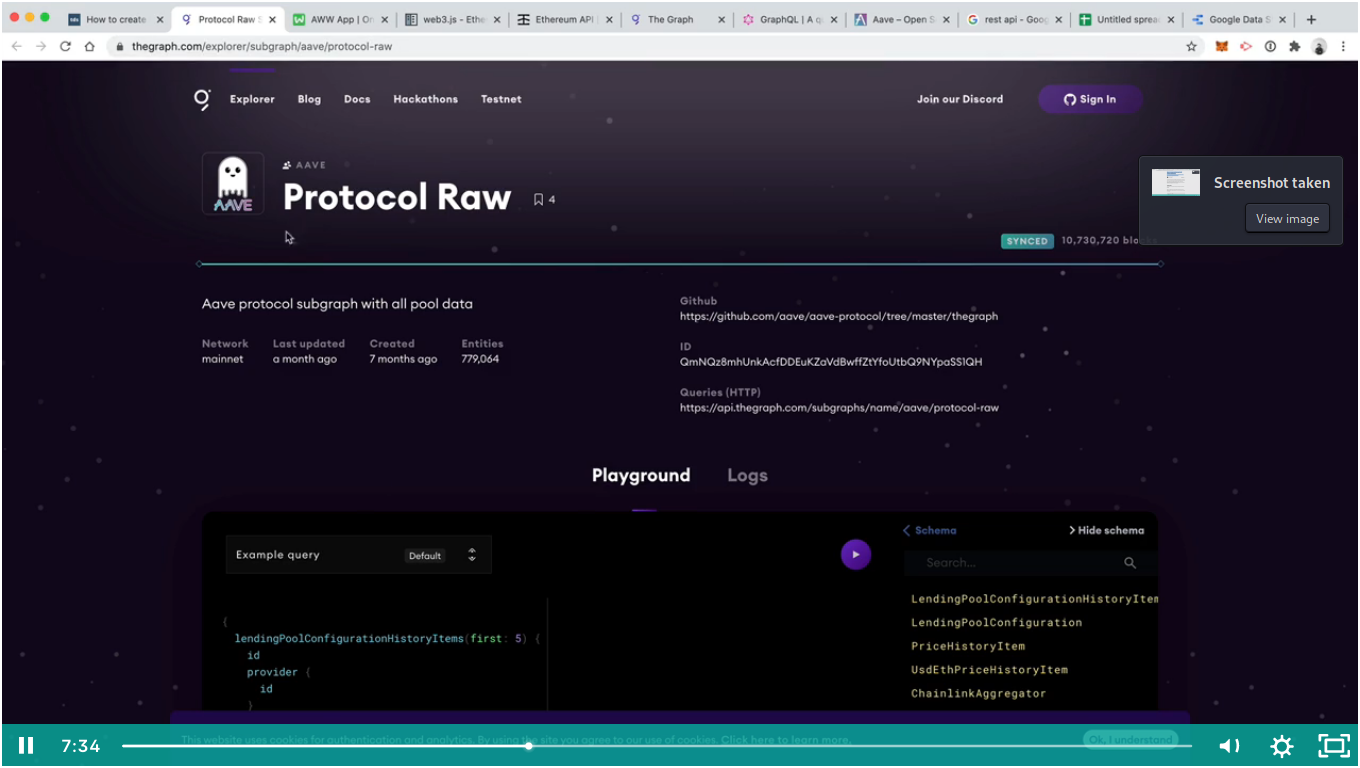 How to create
Protocol Raw S
AWW App | On
web3.js - Ethe
Ethereum API
The Graph
GraphQL | A q
Aave – Open S
rest api - Goog
Untitled spread
Google Data S
thegraph.com/explorer/subgraph/aave/protocol-raw
Explorer Blog Docs Hackathons Testnet
Join our Discord
Sign In
AAVE
AAVE
Protocol Raw
4
Screenshot taken
View image
SYNCED 10,730,720
Aave protocol subgraph with all pool data
Network Last updated Created Entities
mainnet a month ago 7 months ago 779,064
Github
https://github.com/aave/aave-protocol/tree/master/thegraph
ID
QmNQz8mhUnkAcfDDEuKZaVdBwffZtYfoUtbQ9NYpaSS1QH
Queries (HTTP)
https://api.thegraph.com/subgraphs/name/aave/protocol-raw
Playground Logs
Example query Default
Schema
Hide schema
Search...
LendingPoolConfigurationHistoryItem
LendingPoolConfiguration
PriceHistoryItem
UsdEthPriceHistoryItem
ChainlinkAggregator
{
lendingPoolConfigurationHistoryItems(first: 5) {
id
provider {
id
}
This website uses cookies for authentication and analytics. By using the site you agree to our use of cookies. Click here to learn more.
Ok, I understand
7:34